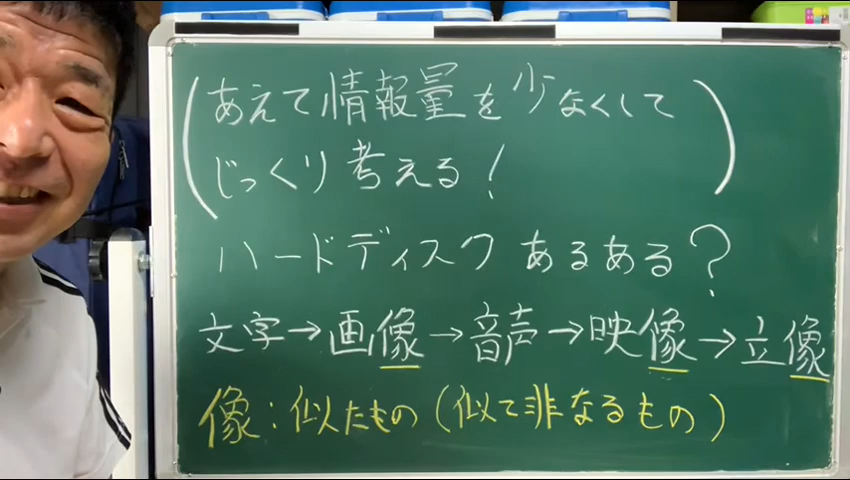 (あえて情報量を少なくして
じっくり考える!)
ハードディスクあるある?
文字→画像→音声→映像→立像
像:似たもの(似て非なるもの)